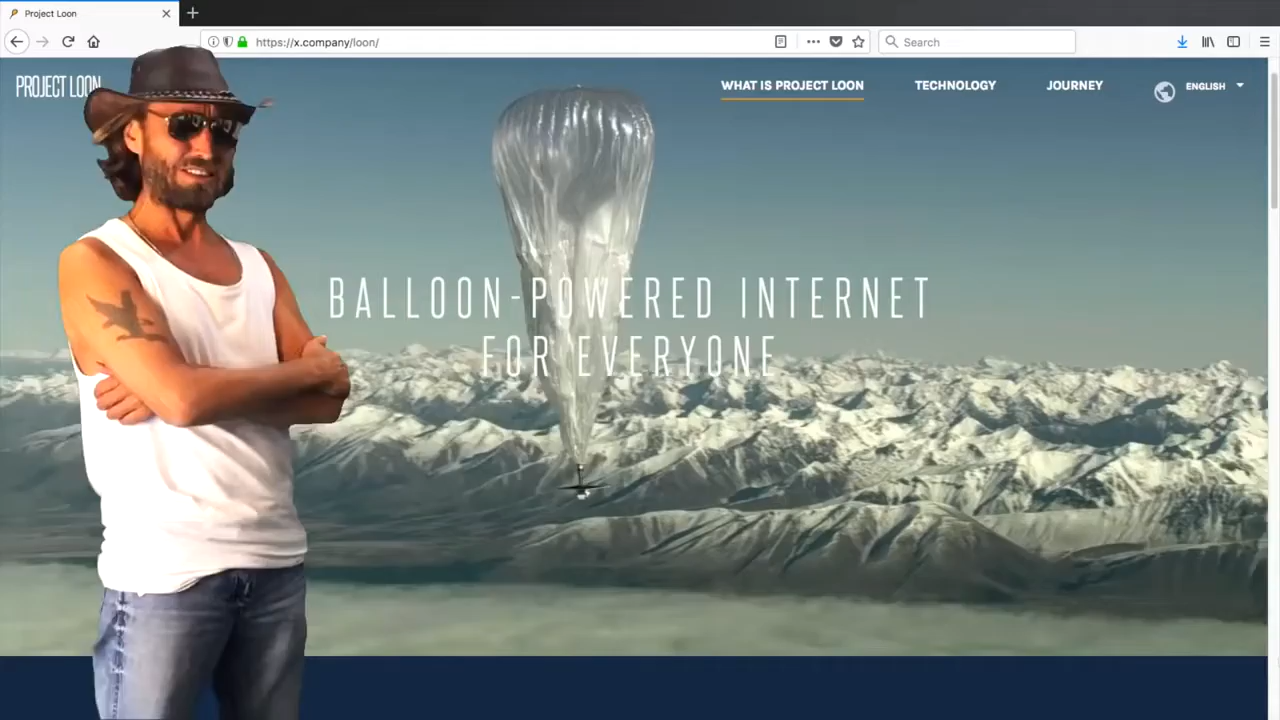 Project Loon
https://x.company/loon/
Search
PROJECT LOON
WHAT IS PROJECT LOON
TECHNOLOGY
JOURNEY
ENGLISH
BALLOON-POWERED INTERNET
FOR EVERYONE